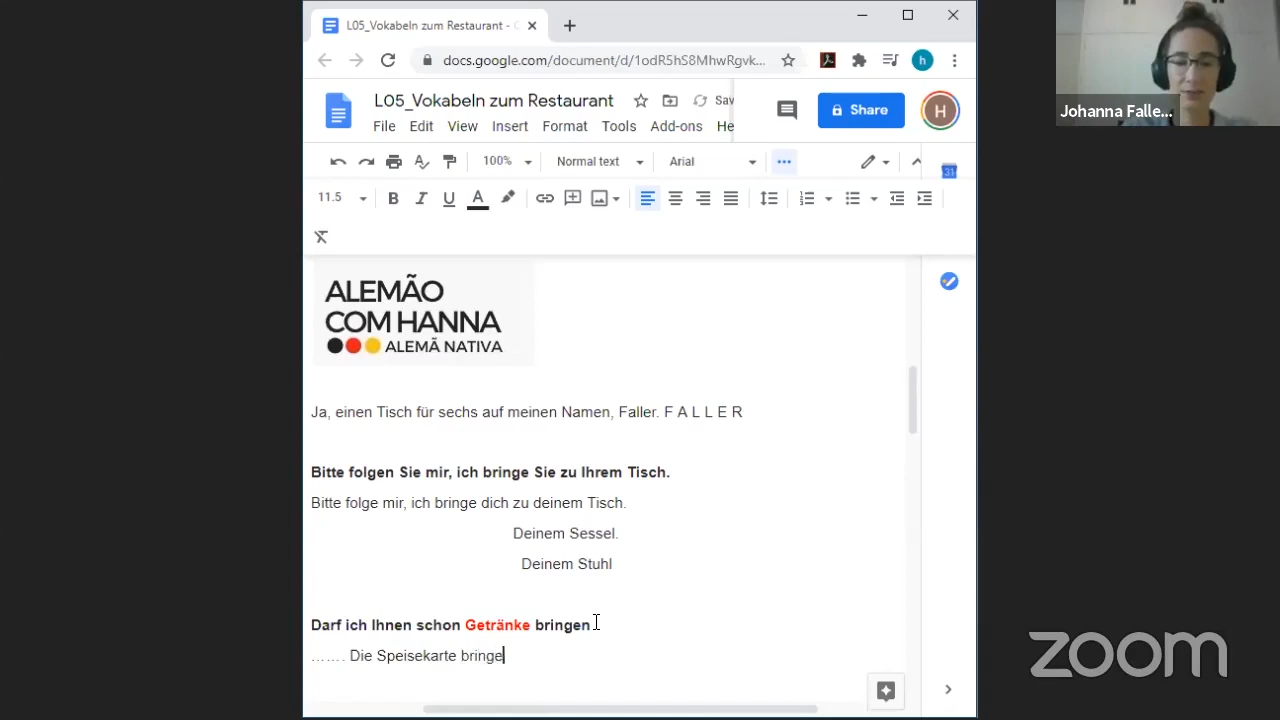 L05_Vokabeln zum Restaurant - G
docs.google.com/document/d/1odR5hS8MhwRgvk...
h
L05_Vokabeln zum Restaurant
Sav
Share
H
File Edit View Insert Format Tools Add-ons He
100% Normal text Arial
31
11.5 B I U A
ALEMÃO
COM HANNA
ALEMÃ NATIVA
Ja, einen Tisch für sechs auf meinen Namen, Faller. F A L L E R
Bitte folgen Sie mir, ich bringe Sie zu Ihrem Tisch.
Bitte folge mir, ich bringe dich zu deinem Tisch.
Deinem Sessel.
Deinem Stuhl
Darf ich Ihnen schon Getränke bringen
……. Die Speisekarte bringe
Johanna Falle...
zoom